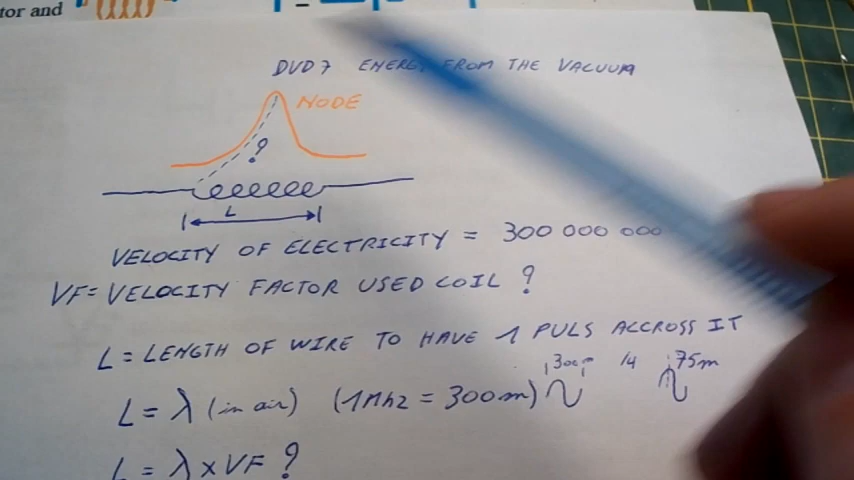 tor and
DVD7 ENERGY FROM THE VACUUM
NODE
?
L
VELOCITY OF ELECTRICITY = 300 000 000
VF = VELOCITY FACTOR USED COIL ?
L = LENGTH OF WIRE TO HAVE 1 PULS ACCROSS IT
300m 1/4 75m
L = λ (in air) (1Mhz = 300m)
L = λ x VF ?